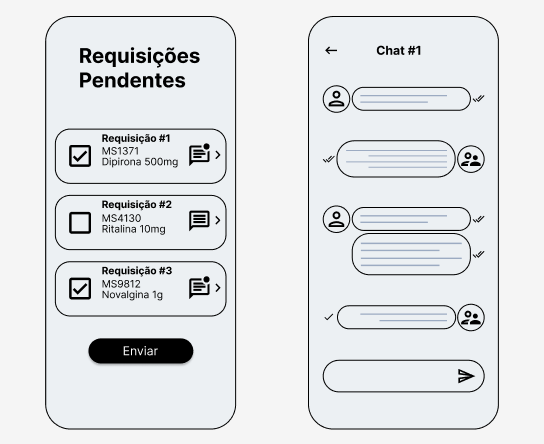 Requisições
Pendentes
Requisição #1
MS1371
Dipirona 500mg
Requisição #2
MS4130
Ritalina 10mg
Requisição #3
MS9812
Novalgina 1g
Enviar
Chat #1